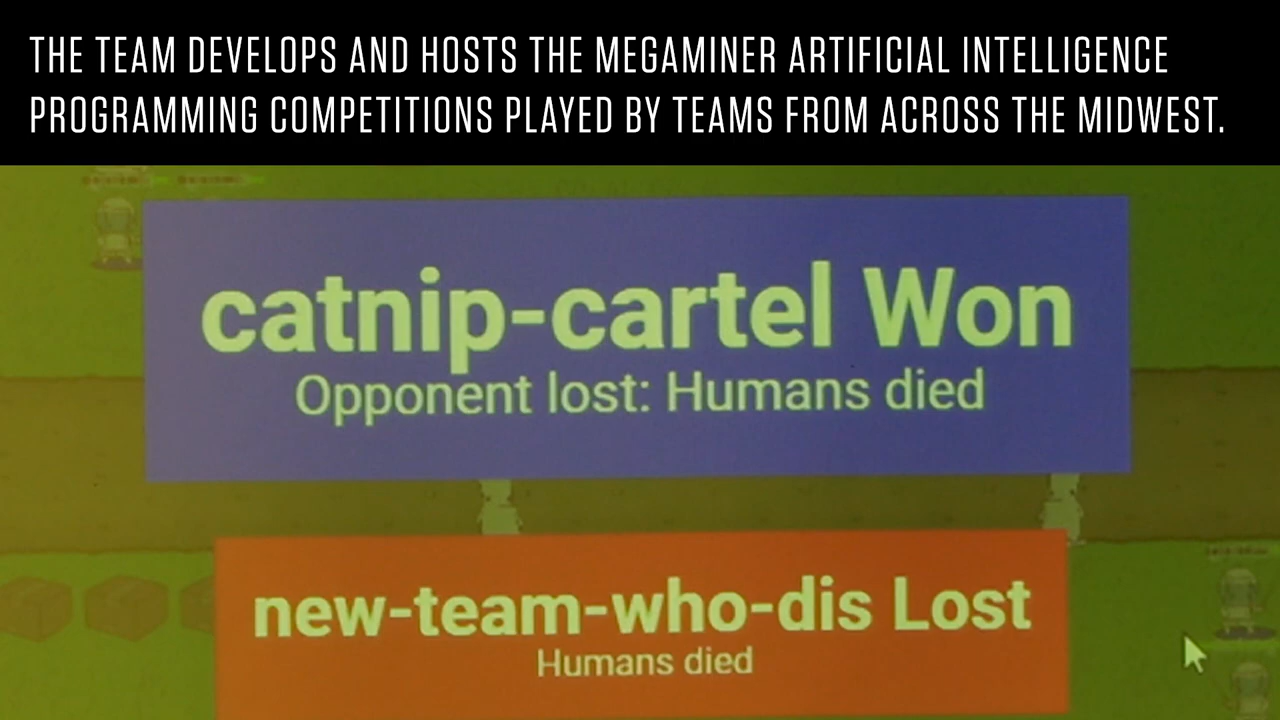 THE TEAM DEVELOPS AND HOSTS THE MEGAMINER ARTIFICIAL INTELLIGENCE
PROGRAMMING COMPETITIONS PLAYED BY TEAMS FROM ACROSS THE MIDWEST.
catnip-cartel Won
Opponent lost: Humans died
new-team-who-dis Lost
Humans died